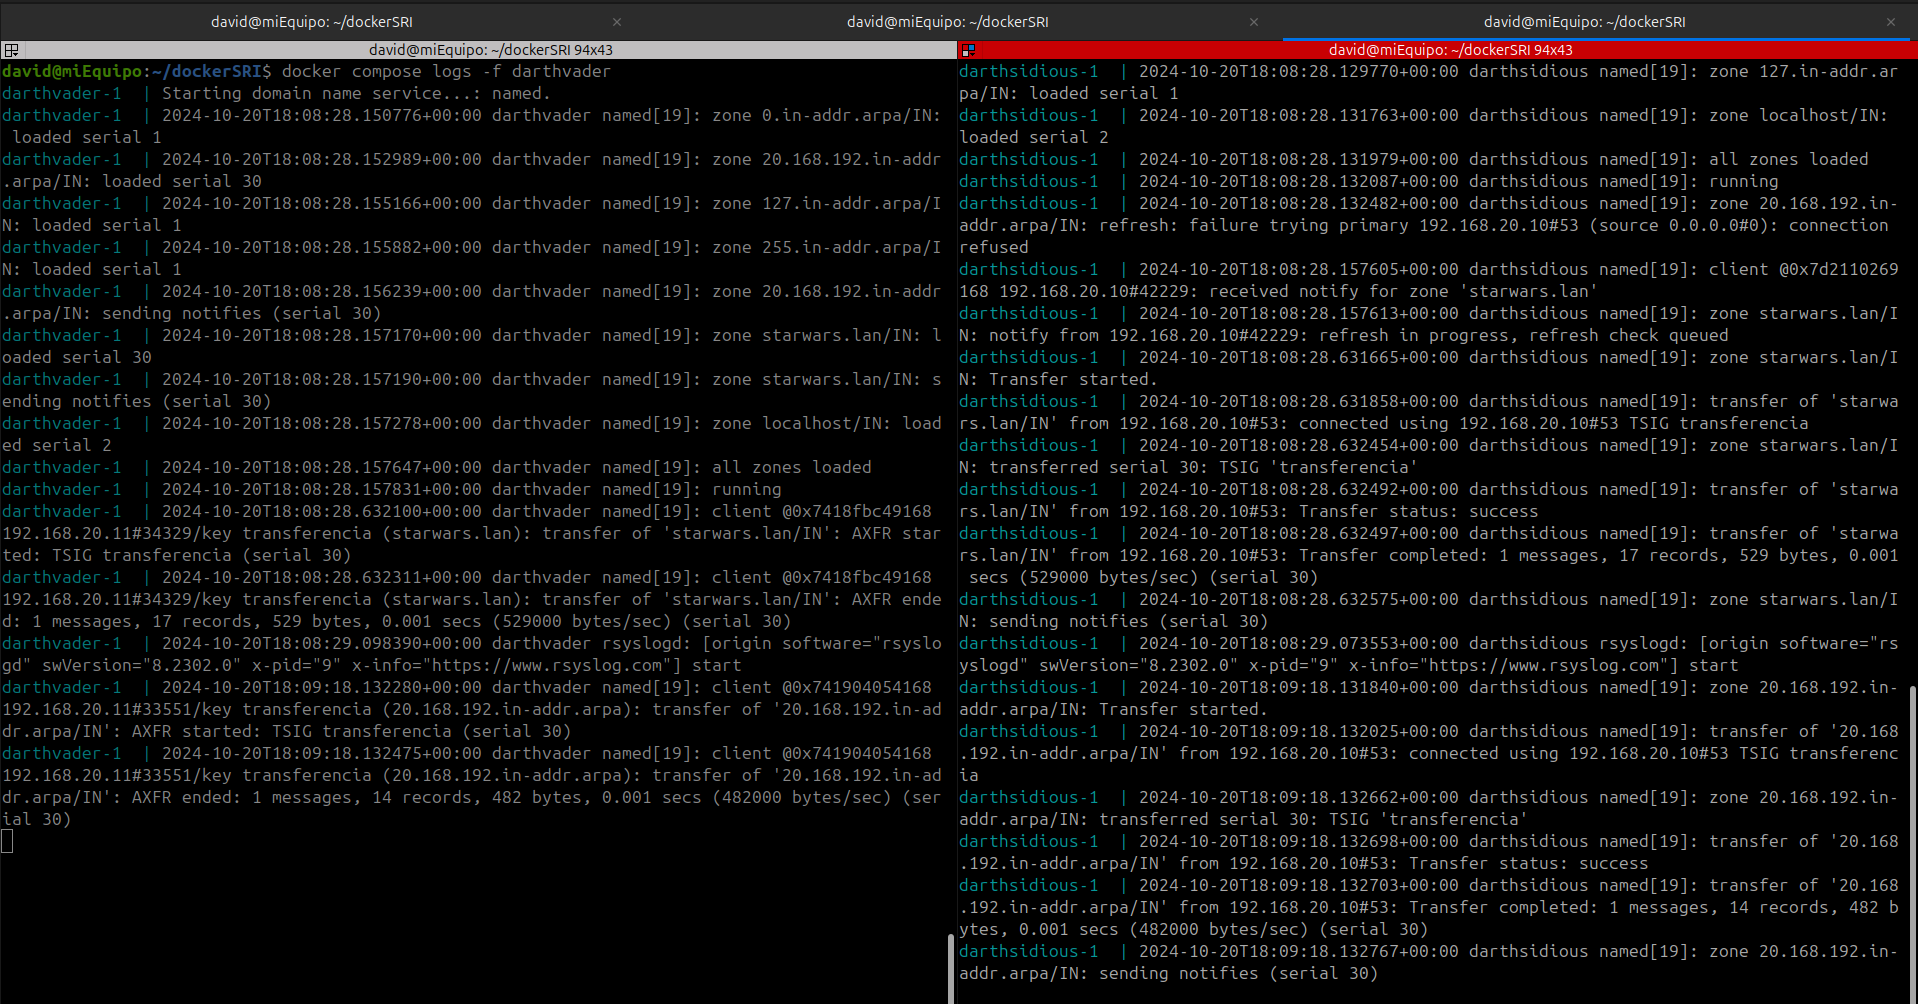 david@miEquipo: ~/dockerSRI
david@miEquipo: ~/dockerSRI
david@miEquipo: ~/dockerSRI
david@miEquipo: ~/dockerSRI 94x43
david@miEquipo:~/dockerSRI$ docker compose logs -f darthvader
darthvader-1  | Starting domain name service...: named.
darthvader-1  | 2024-10-20T18:08:28.150776+00:00 darthvader named[19]: zone 0.in-addr.arpa/IN:
 loaded serial 1
darthvader-1  | 2024-10-20T18:08:28.152989+00:00 darthvader named[19]: zone 20.168.192.in-addr
.arpa/IN: loaded serial 30
darthvader-1  | 2024-10-20T18:08:28.155166+00:00 darthvader named[19]: zone 127.in-addr.arpa/I
N: loaded serial 1
darthvader-1  | 2024-10-20T18:08:28.155882+00:00 darthvader named[19]: zone 255.in-addr.arpa/I
N: loaded serial 1
darthvader-1  | 2024-10-20T18:08:28.156239+00:00 darthvader named[19]: zone 20.168.192.in-addr
.arpa/IN: sending notifies (serial 30)
darthvader-1  | 2024-10-20T18:08:28.157170+00:00 darthvader named[19]: zone starwars.lan/IN: l
oaded serial 30
darthvader-1  | 2024-10-20T18:08:28.157190+00:00 darthvader named[19]: zone starwars.lan/IN: s
ending notifies (serial 30)
darthvader-1  | 2024-10-20T18:08:28.157278+00:00 darthvader named[19]: zone localhost/IN: load
ed serial 2
darthvader-1  | 2024-10-20T18:08:28.157647+00:00 darthvader named[19]: all zones loaded
darthvader-1  | 2024-10-20T18:08:28.157831+00:00 darthvader named[19]: running
darthvader-1  | 2024-10-20T18:08:28.632100+00:00 darthvader named[19]: client @0x7418fbc49168
192.168.20.11#34329/key transferencia (starwars.lan): transfer of 'starwars.lan/IN': AXFR star
ted: TSIG transferencia (serial 30)
darthvader-1  | 2024-10-20T18:08:28.632311+00:00 darthvader named[19]: client @0x7418fbc49168
192.168.20.11#34329/key transferencia (starwars.lan): transfer of 'starwars.lan/IN': AXFR ende
d: 1 messages, 17 records, 529 bytes, 0.001 secs (529000 bytes/sec) (serial 30)
darthvader-1  | 2024-10-20T18:08:29.098390+00:00 darthvader rsyslogd: [origin software="rsyslo
gd" swVersion="8.2302.0" x-pid="9" x-info="https://www.rsyslog.com"] start
darthvader-1  | 2024-10-20T18:09:18.132280+00:00 darthvader named[19]: client @0x741904054168
192.168.20.11#33551/key transferencia (20.168.192.in-addr.arpa): transfer of '20.168.192.in-ad
dr.arpa/IN': AXFR started: TSIG transferencia (serial 30)
darthvader-1  | 2024-10-20T18:09:18.132475+00:00 darthvader named[19]: client @0x741904054168
192.168.20.11#33551/key transferencia (20.168.192.in-addr.arpa): transfer of '20.168.192.in-ad
dr.arpa/IN': AXFR ended: 1 messages, 14 records, 482 bytes, 0.001 secs (482000 bytes/sec) (ser
ial 30)
david@miEquipo: ~/dockerSRI 94x43
darthsidious-1  | 2024-10-20T18:08:28.129770+00:00 darthsidious named[19]: zone 127.in-addr.ar
pa/IN: loaded serial 1
darthsidious-1  | 2024-10-20T18:08:28.131763+00:00 darthsidious named[19]: zone localhost/IN:
loaded serial 2
darthsidious-1  | 2024-10-20T18:08:28.131979+00:00 darthsidious named[19]: all zones loaded
darthsidious-1  | 2024-10-20T18:08:28.132087+00:00 darthsidious named[19]: running
darthsidious-1  | 2024-10-20T18:08:28.132482+00:00 darthsidious named[19]: zone 20.168.192.in-
addr.arpa/IN: refresh: failure trying primary 192.168.20.10#53 (source 0.0.0.0#0): connection
refused
darthsidious-1  | 2024-10-20T18:08:28.157605+00:00 darthsidious named[19]: client @0x7d2110269
168 192.168.20.10#42229: received notify for zone 'starwars.lan'
darthsidious-1  | 2024-10-20T18:08:28.157613+00:00 darthsidious named[19]: zone starwars.lan/I
N: notify from 192.168.20.10#42229: refresh in progress, refresh check queued
darthsidious-1  | 2024-10-20T18:08:28.631665+00:00 darthsidious named[19]: zone starwars.lan/I
N: Transfer started.
darthsidious-1  | 2024-10-20T18:08:28.631858+00:00 darthsidious named[19]: transfer of 'starwa
rs.lan/IN' from 192.168.20.10#53: connected using 192.168.20.10#53 TSIG transferencia
darthsidious-1  | 2024-10-20T18:08:28.632454+00:00 darthsidious named[19]: zone starwars.lan/I
N: transferred serial 30: TSIG 'transferencia'
darthsidious-1  | 2024-10-20T18:08:28.632492+00:00 darthsidious named[19]: transfer of 'starwa
rs.lan/IN' from 192.168.20.10#53: Transfer status: success
darthsidious-1  | 2024-10-20T18:08:28.632497+00:00 darthsidious named[19]: transfer of 'starwa
rs.lan/IN' from 192.168.20.10#53: Transfer completed: 1 messages, 17 records, 529 bytes, 0.001
 secs (529000 bytes/sec) (serial 30)
darthsidious-1  | 2024-10-20T18:08:28.632575+00:00 darthsidious named[19]: zone starwars.lan/I
N: sending notifies (serial 30)
darthsidious-1  | 2024-10-20T18:08:29.073553+00:00 darthsidious rsyslogd: [origin software="rs
yslogd" swVersion="8.2302.0" x-pid="9" x-info="https://www.rsyslog.com"] start
darthsidious-1  | 2024-10-20T18:09:18.131840+00:00 darthsidious named[19]: zone 20.168.192.in-
addr.arpa/IN: Transfer started.
darthsidious-1  | 2024-10-20T18:09:18.132025+00:00 darthsidious named[19]: transfer of '20.168
.192.in-addr.arpa/IN' from 192.168.20.10#53: connected using 192.168.20.10#53 TSIG transferenc
ia
darthsidious-1  | 2024-10-20T18:09:18.132662+00:00 darthsidious named[19]: zone 20.168.192.in-
addr.arpa/IN: transferred serial 30: TSIG 'transferencia'
darthsidious-1  | 2024-10-20T18:09:18.132698+00:00 darthsidious named[19]: transfer of '20.168
.192.in-addr.arpa/IN' from 192.168.20.10#53: Transfer status: success
darthsidious-1  | 2024-10-20T18:09:18.132703+00:00 darthsidious named[19]: transfer of '20.168
.192.in-addr.arpa/IN' from 192.168.20.10#53: Transfer completed: 1 messages, 14 records, 482 b
ytes, 0.001 secs (482000 bytes/sec) (serial 30)
darthsidious-1  | 2024-10-20T18:09:18.132767+00:00 darthsidious named[19]: zone 20.168.192.in-
addr.arpa/IN: sending notifies (serial 30)